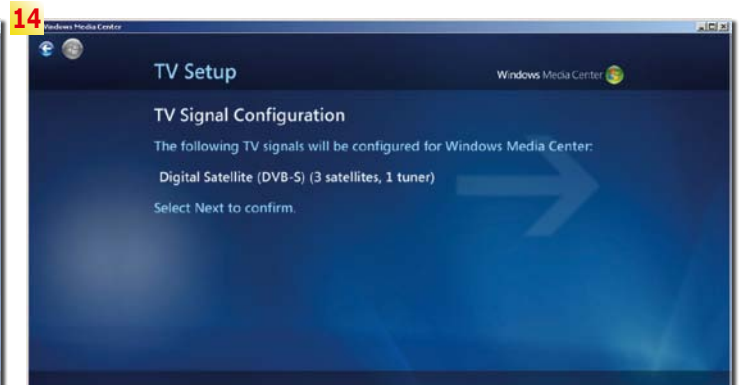 14
Windows Media Center
TV Setup
Windows Media Center
TV Signal Configuration
The following TV signals will be configured for Windows Media Center:
Digital Satellite (DVB-S) (3 satellites, 1 tuner)
Select Next to confirm.